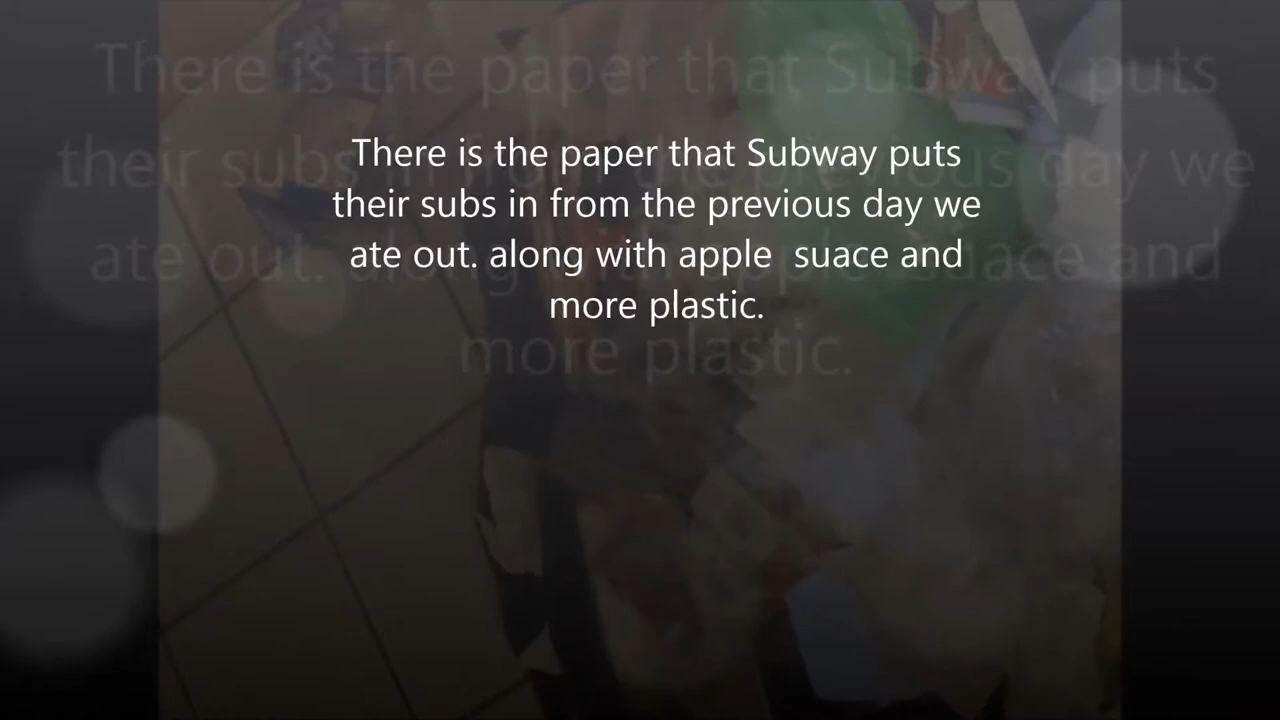 There is the paper that Subway puts
their subs in from the previous day we
ate out. along with apple  suace and
more plastic.